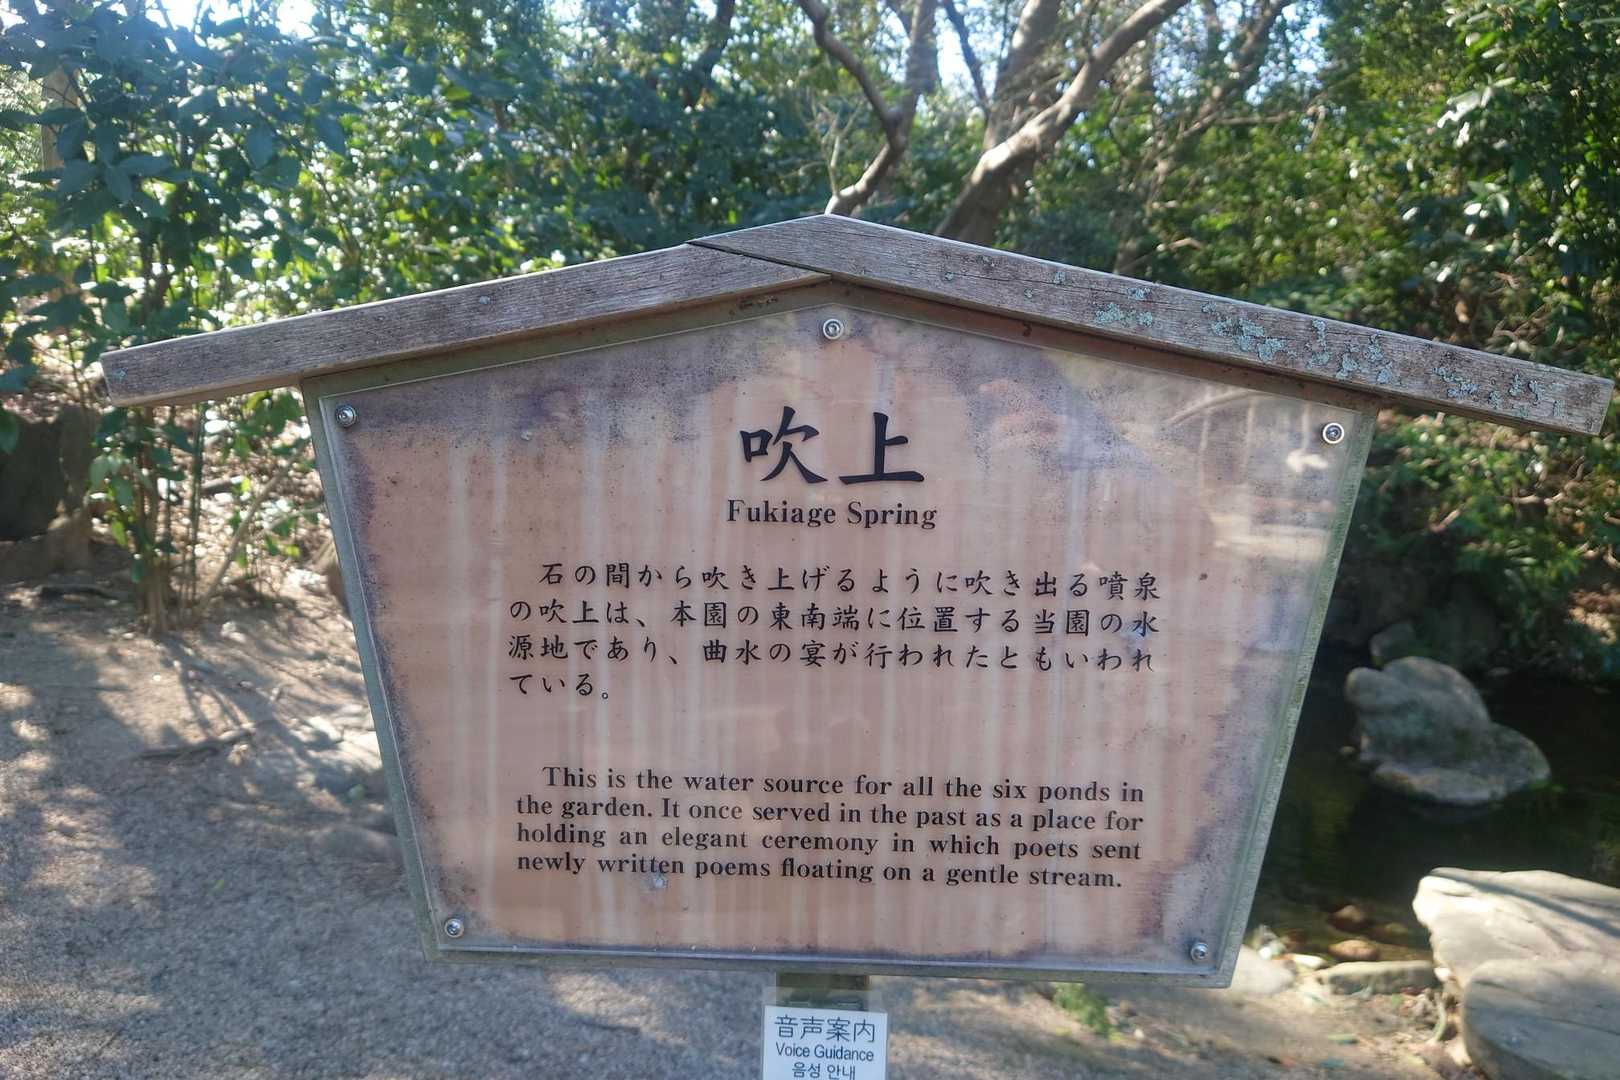 吹上
Fukiage Spring
石の間から吹き上げるように吹き出る噴泉
の吹上は、本園の東南端に位置する当園の水
源地であり、曲水の宴が行われたともいわれ
ている。
This is the water source for all the six ponds in
the garden. It once served in the past as a place for
holding an elegant ceremony in which poets sent
newly written poems floating on a gentle stream.
音声案内
Voice Guidance
음성 안내